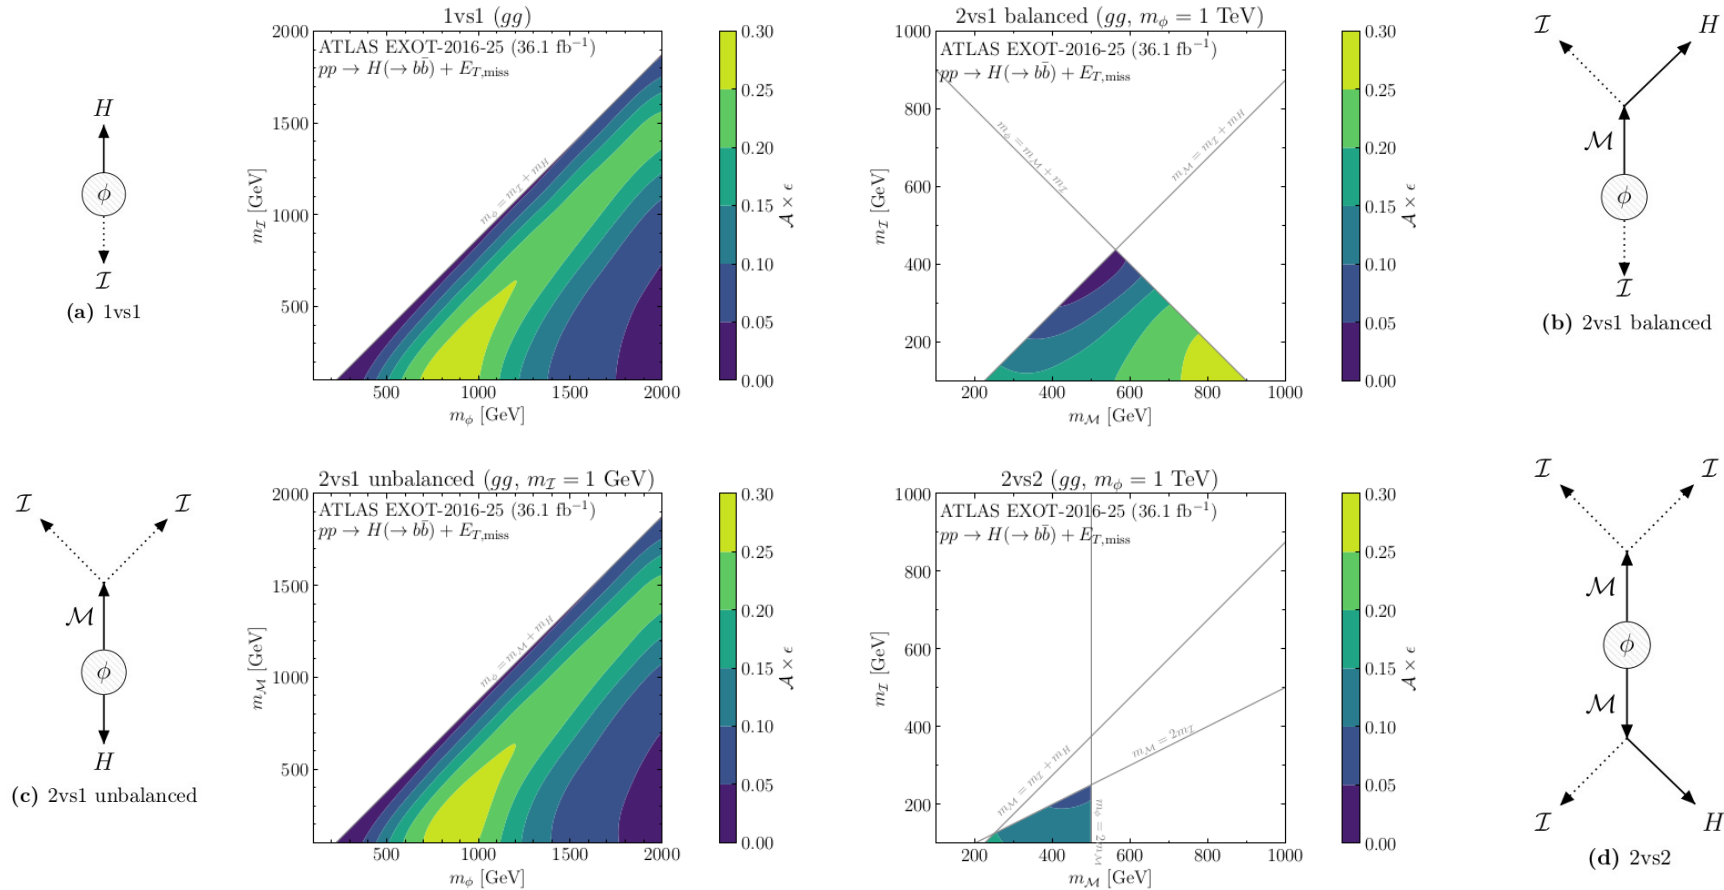 H
ϕ
𝓘
(a) 1vs1
1vs1 (gg)
ATLAS EXOT-2016-25 (36.1 fb⁻¹)
pp → H(→ bb̄) + E_T,miss
m_ϕ = m_𝓘 + m_H
2000
1500
1000
500
m_𝓘 [GeV]
500 1000 1500 2000
m_ϕ [GeV]
0.30
0.25
0.20
0.15
0.10
0.05
0.00
𝓐 × ϵ
2vs1 balanced (gg, m_ϕ = 1 TeV)
ATLAS EXOT-2016-25 (36.1 fb⁻¹)
pp → H(→ bb̄) + E_T,miss
m_ϕ = m_𝓜 + m_𝓘
m_𝓜 = m_𝓘 + m_H
1000
800
600
400
200
m_𝓘 [GeV]
200 400 600 800 1000
m_𝓜 [GeV]
0.30
0.25
0.20
0.15
0.10
0.05
0.00
𝓐 × ϵ
𝓘 H
𝓜
ϕ
𝓘
(b) 2vs1 balanced
𝓘 𝓘
𝓜
ϕ
H
(c) 2vs1 unbalanced
2vs1 unbalanced (gg, m_𝓘 = 1 GeV)
ATLAS EXOT-2016-25 (36.1 fb⁻¹)
pp → H(→ bb̄) + E_T,miss
m_ϕ = m_𝓜 + m_H
2000
1500
1000
500
m_𝓜 [GeV]
500 1000 1500 2000
m_ϕ [GeV]
0.30
0.25
0.20
0.15
0.10
0.05
0.00
𝓐 × ϵ
2vs2 (gg, m_ϕ = 1 TeV)
ATLAS EXOT-2016-25 (36.1 fb⁻¹)
pp → H(→ bb̄) + E_T,miss
m_𝓜 = m_𝓘 + m_H
m_𝓜 = 2m_𝓘
m_ϕ = 2m_𝓜
1000
800
600
400
200
m_𝓘 [GeV]
200 400 600 800 1000
m_𝓜 [GeV]
0.30
0.25
0.20
0.15
0.10
0.05
0.00
𝓐 × ϵ
𝓘 𝓘
𝓜
ϕ
𝓜
𝓘 H
(d) 2vs2